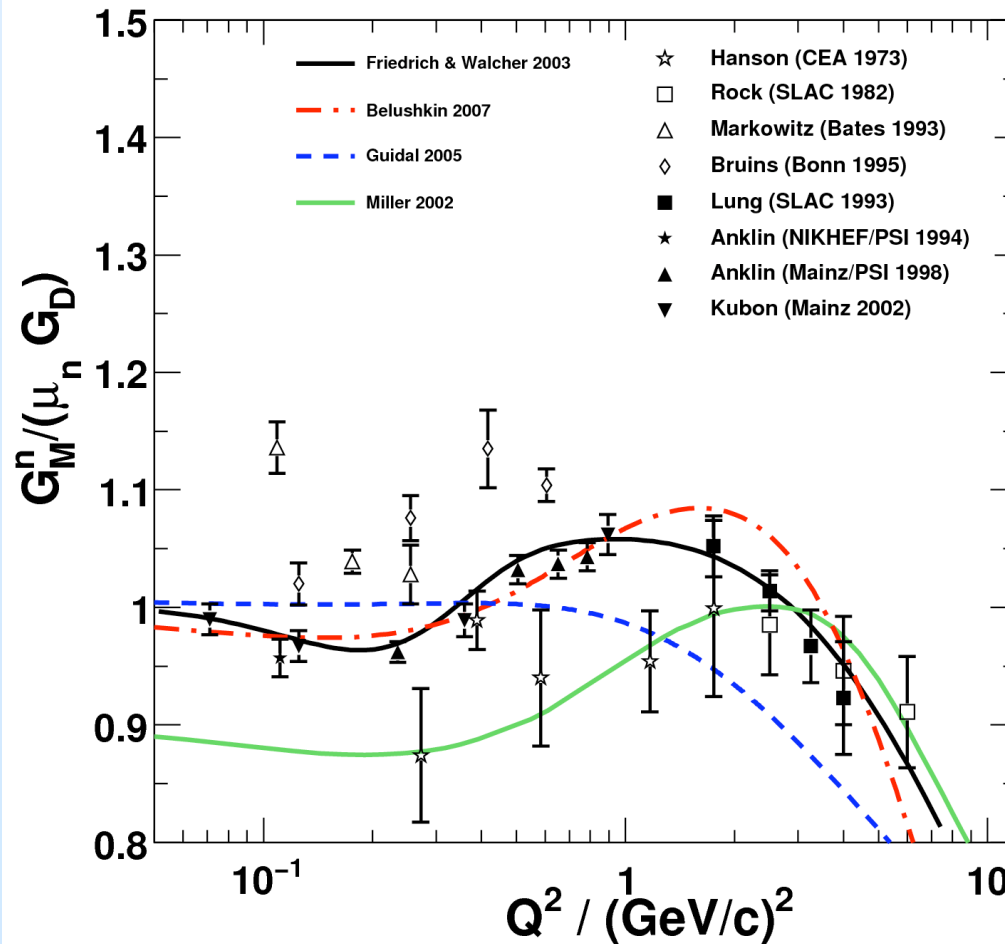 1.5
1.4
1.3
1.2
1.1
1
0.9
0.8
G_M^n/(μ_n G_D)
Friedrich & Walcher 2003
Belushkin 2007
Guidal 2005
Miller 2002
Hanson (CEA 1973)
Rock (SLAC 1982)
Markowitz (Bates 1993)
Bruins (Bonn 1995)
Lung (SLAC 1993)
Anklin (NIKHEF/PSI 1994)
Anklin (Mainz/PSI 1998)
Kubon (Mainz 2002)
10⁻¹ 1 10
Q² / (GeV/c)²